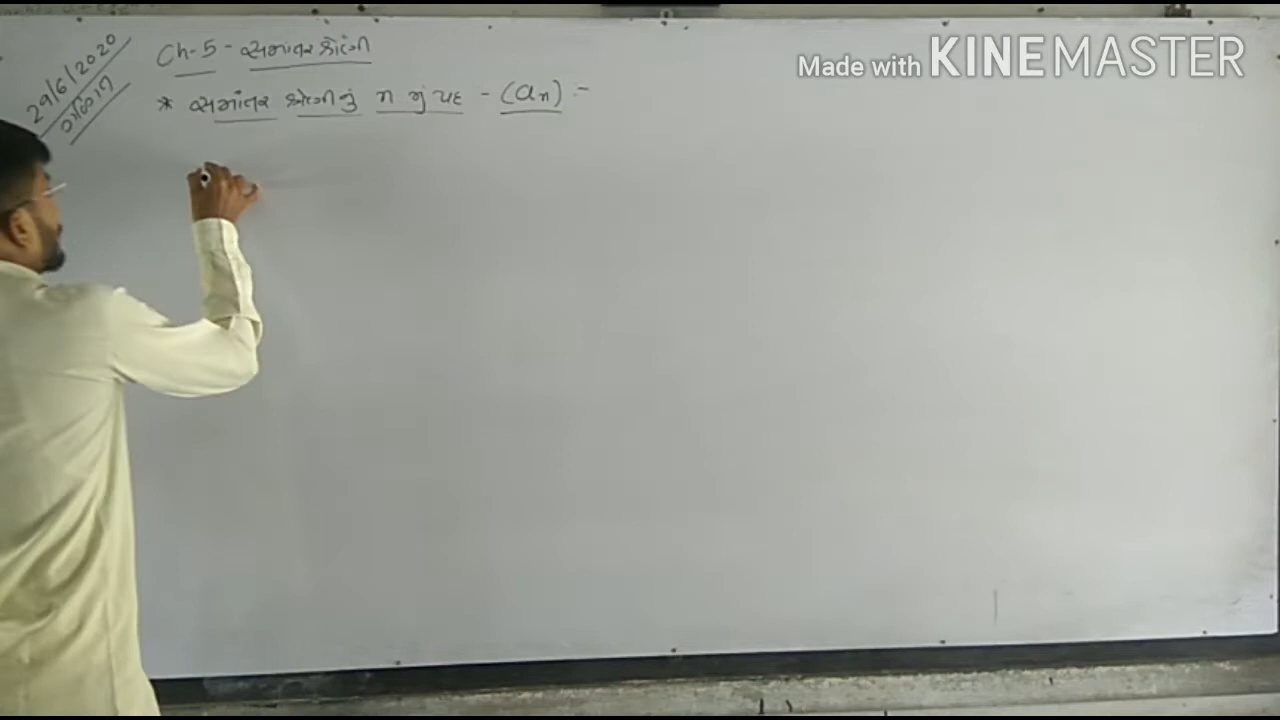 29/6/2020
ગણિત
Ch-5 - સમાંતર શ્રેણી
* સમાંતર શ્રેણીનું n મું પદ - (an) :-
Made with KINEMASTER